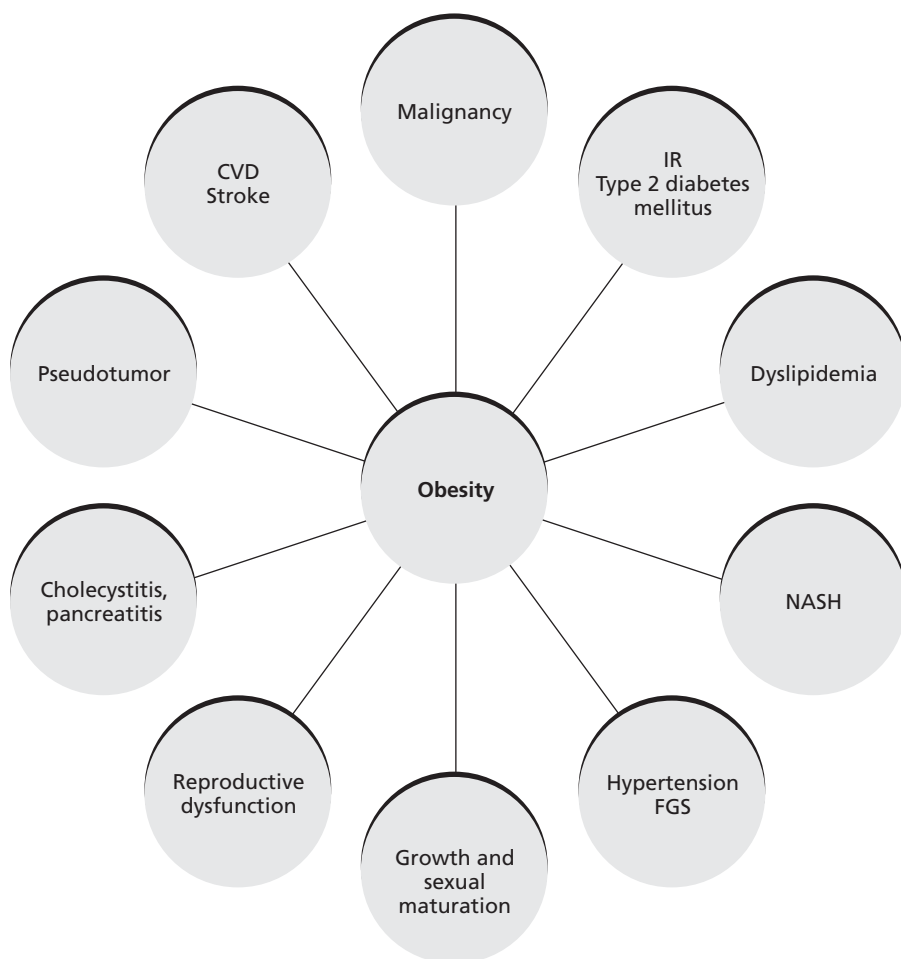 Malignancy
CVD
Stroke
IR
Type 2 diabetes
mellitus
Pseudotumor
Dyslipidemia
Obesity
Cholecystitis,
pancreatitis
NASH
Reproductive
dysfunction
Hypertension
FGS
Growth and
sexual
maturation